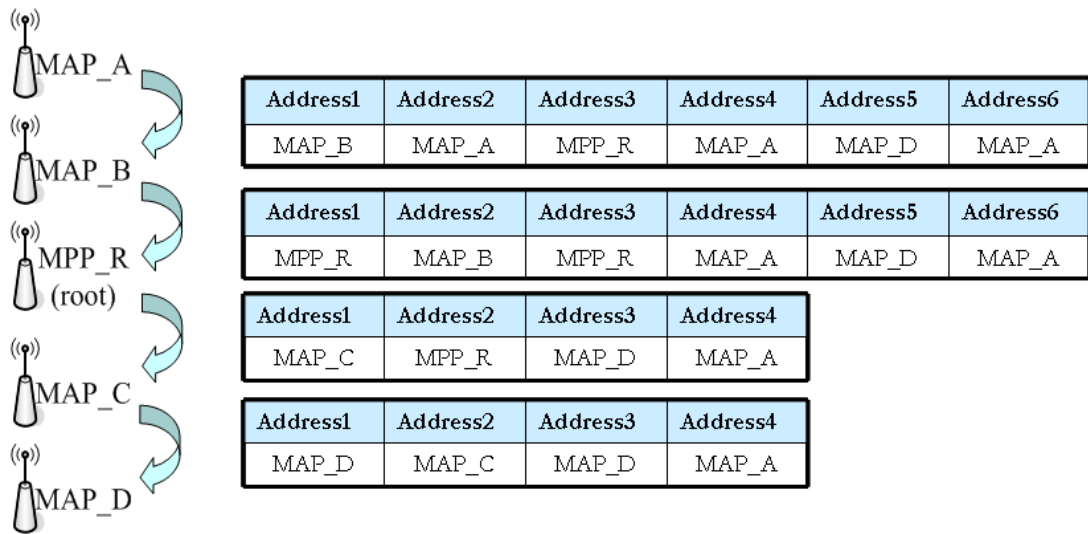 MAP_A
Address1 Address2 Address3 Address4 Address5 Address6
MAP_B MAP_A MPP_R MAP_A MAP_D MAP_A
MAP_B
Address1 Address2 Address3 Address4 Address5 Address6
MPP_R MAP_B MPP_R MAP_A MAP_D MAP_A
MPP_R
(root)
Address1 Address2 Address3 Address4
MAP_C MPP_R MAP_D MAP_A
MAP_C
Address1 Address2 Address3 Address4
MAP_D MAP_C MAP_D MAP_A
MAP_D